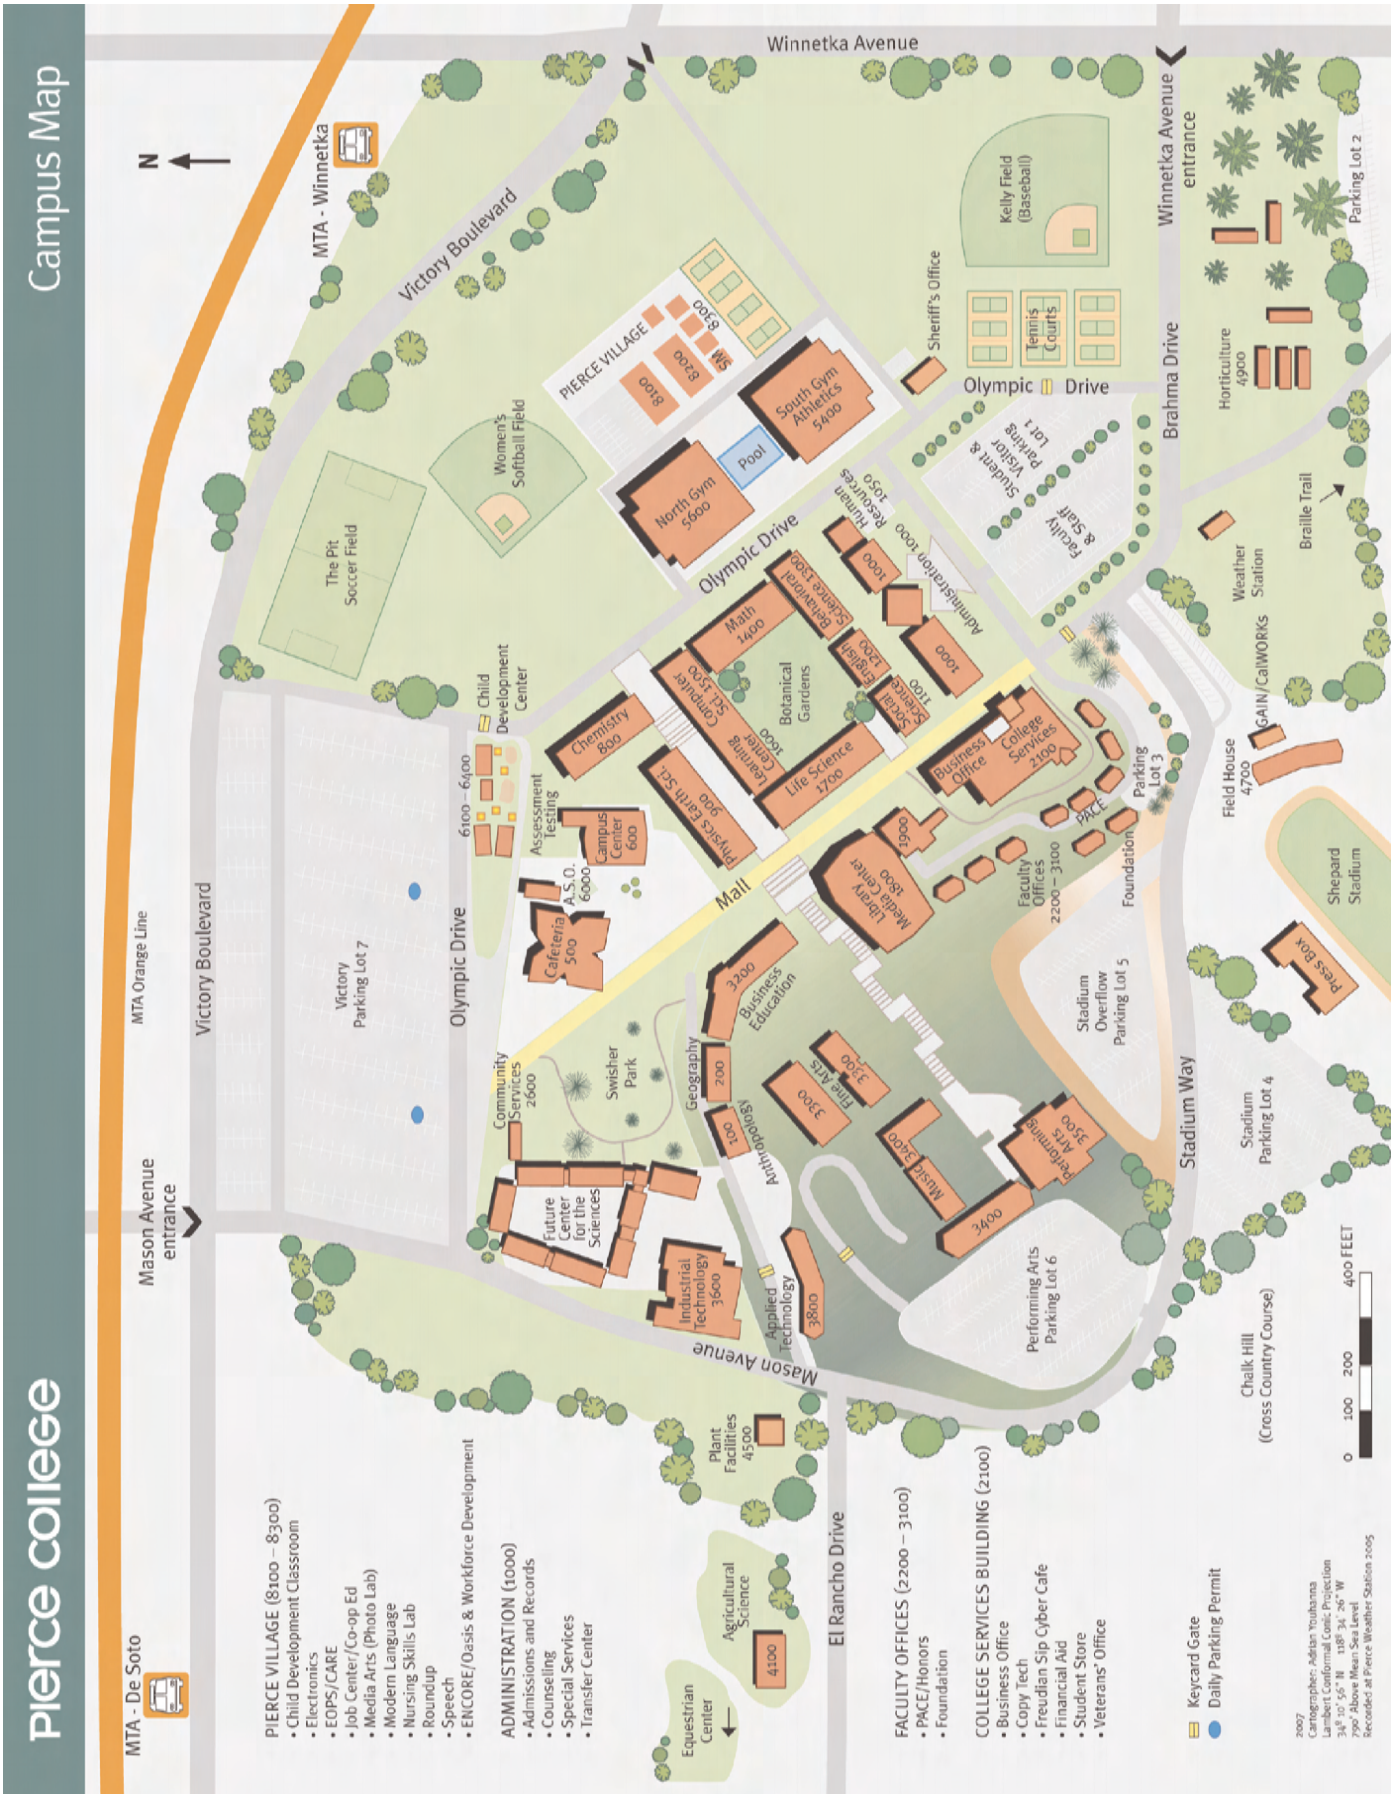 PIERCE COLLEGE
Campus Map
MTA - De Soto
MTA Orange Line
MTA - Winnetka
N
Mason Avenue
entrance
Victory Boulevard
Victory Boulevard
Winnetka Avenue
Winnetka Avenue
entrance
Victory
Parking Lot 7
Olympic Drive
The Pit
Soccer Field
Women's
Softball Field
PIERCE VILLAGE
8100
8200
8300
SM
North Gym
5600
Pool
South Gym
Athletics
5400
Sheriff's Office
Kelly Field
(Baseball)
Tennis
Courts
Olympic
Drive
Olympic Drive
Brahma Drive
Parking Lot 2
Horticulture
4900
Braille Trail
Weather
Station
GAIN/CalWORKs
Field House
4700
Shepard
Stadium
Press Box
Student &
Visitor
Parking
Lot 1
Faculty
& Staff
Human
Resources
1050
1000
Administration 1000
1000
Behavioral
Science 1300
English
1200
Social
Science
1100
Math
1400
Computer
Sci. 1500
Learning
Center
1600
Botanical
Gardens
Life Science
1700
Chemistry
800
Physics Earth Sci.
900
Child
Development
Center
6100 – 6400
Assessment
Testing
Campus
Center
600
A.S.O.
6000
Cafeteria
500
Mall
Business
Office
College
Services
2100
Parking
Lot 3
PACE
Foundation
Faculty
Offices
2200 – 3100
Library
Media Center
1800
1900
3200
Business
Education
Geography
200
100
Anthropology
Swisher
Park
Community
Services
2600
Future
Center
for the
Sciences
Industrial
Technology
3600
Applied
Technology
3800
3300
Fine Arts
3200
Music 3400
3400
Performing
Arts
3500
Performing Arts
Parking Lot 6
Stadium
Overflow
Parking Lot 5
Stadium Way
Stadium
Parking Lot 4
Chalk Hill
(Cross Country Course)
Mason Avenue
Plant
Facilities
4500
El Rancho Drive
Agricultural
Science
4100
Equestrian
Center
PIERCE VILLAGE (8100 – 8300)
• Child Development Classroom
• Electronics
• EOPS/CARE
• Job Center/Co-op Ed
• Media Arts (Photo Lab)
• Modern Language
• Nursing Skills Lab
• Roundup
• Speech
• ENCORE/Oasis & Workforce Development
ADMINISTRATION (1000)
• Admissions and Records
• Counseling
• Special Services
• Transfer Center
FACULTY OFFICES (2200 – 3100)
• PACE/Honors
• Foundation
COLLEGE SERVICES BUILDING (2100)
• Business Office
• Copy Tech
• Freudian Sip Cyber Cafe
• Financial Aid
• Student Store
• Veterans' Office
Keycard Gate
Daily Parking Permit
0 100 200 400 FEET
2007
Cartographer: Adrian Youhanna
Lambert Conformal Conic Projection
34º 10' 56" N 118º 34' 26" W
790' Above Mean Sea Level
Recorded at Pierce Weather Station 2005